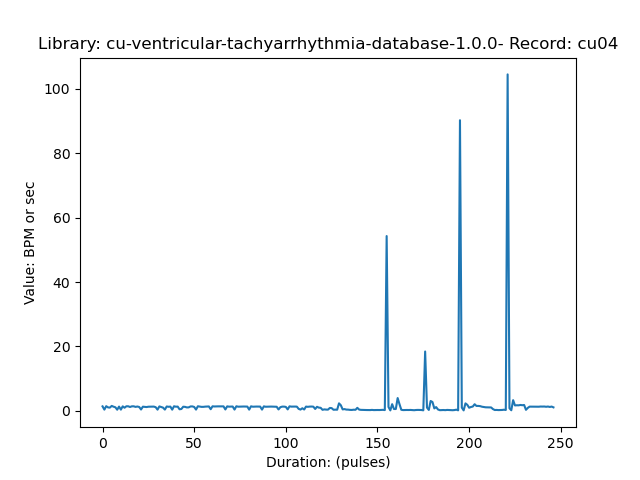 Library: cu-ventricular-tachyarrhythmia-database-1.0.0- Record: cu04
100
80
60
40
20
0
Value: BPM or sec
0 50 100 150 200 250
Duration: (pulses)